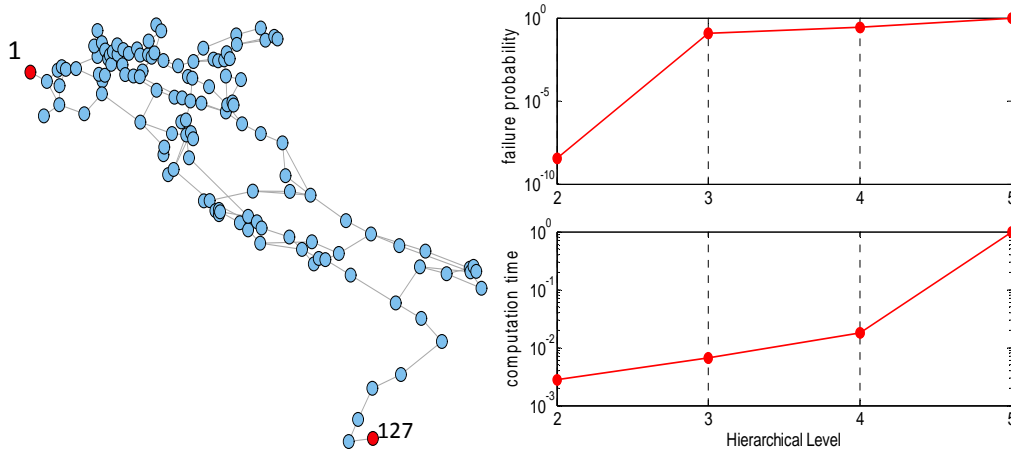 1
127
failure probability
10^0
10^-5
10^-10
2 3 4 5
computation time
10^0
10^-1
10^-2
10^-3
2 3 4 5
Hierarchical Level